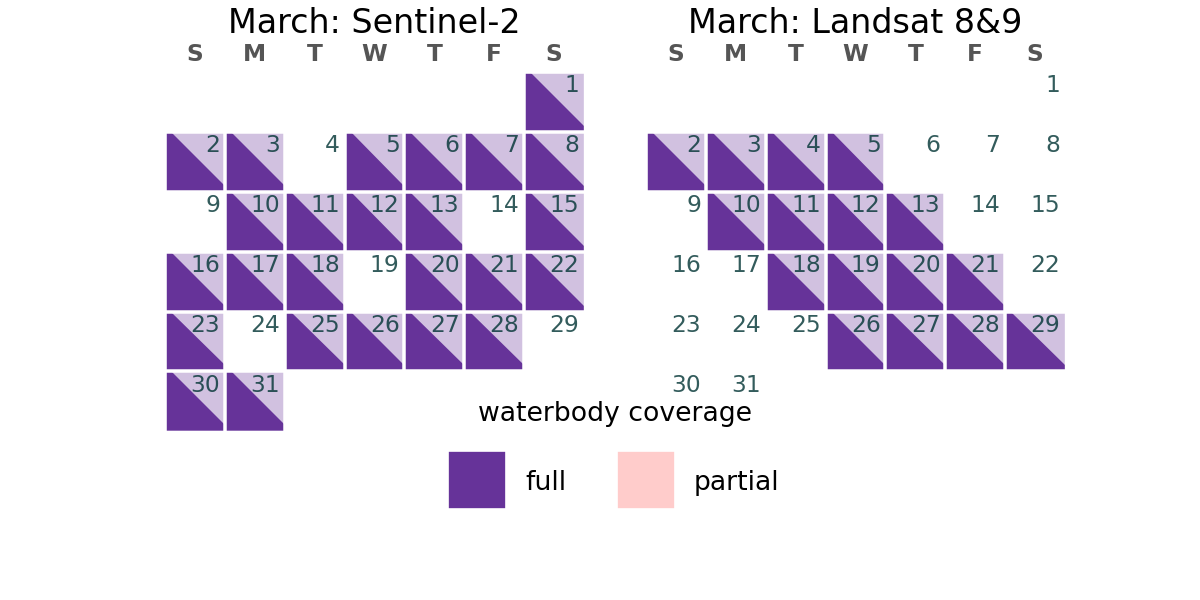 March: Sentinel-2
S M T W T F S
1
2 3 4 5 6 7 8
9 10 11 12 13 14 15
16 17 18 19 20 21 22
23 24 25 26 27 28 29
30 31
March: Landsat 8&9
S M T W T F S
1
2 3 4 5 6 7 8
9 10 11 12 13 14 15
16 17 18 19 20 21 22
23 24 25 26 27 28 29
30 31
waterbody coverage
full partial